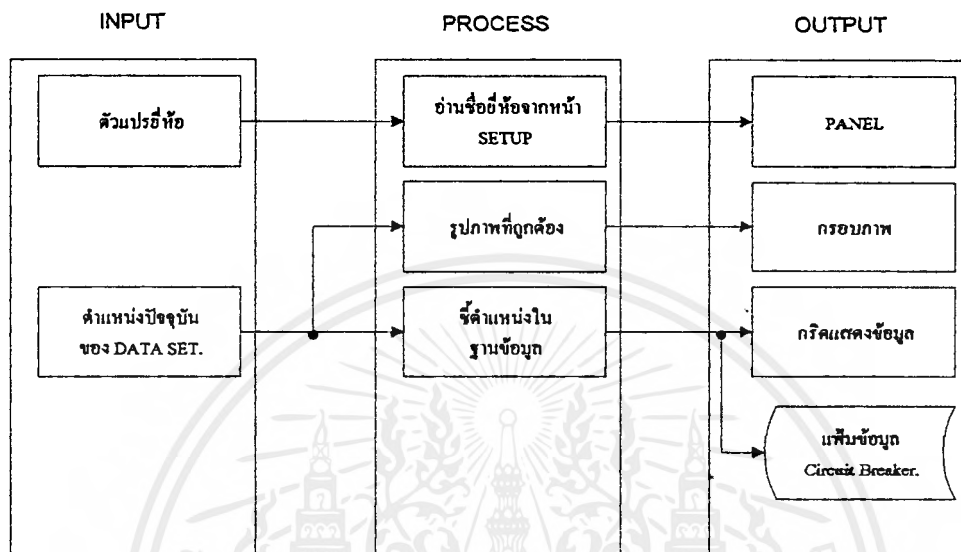 INPUT
PROCESS
OUTPUT
ตัวแปรยี่ห้อ
อ่านชื่อยี่ห้อจากหน้า
SETUP
PANEL
รูปภาพที่ถูกต้อง
กรอบภาพ
ตำแหน่งปัจจุบัน
ของ DATA SET.
ชี้ตำแหน่งใน
ฐานข้อมูล
กริดแสดงข้อมูล
แฟ้มข้อมูล
Circuit Breaker.